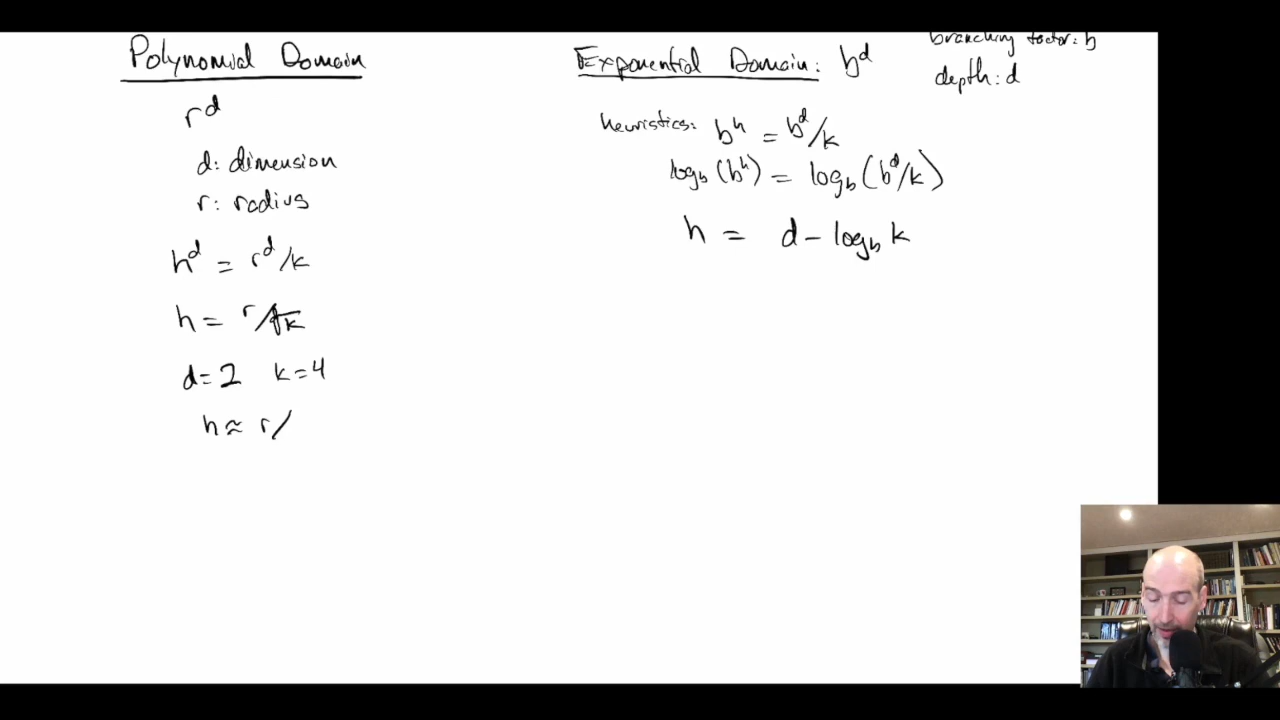 Polynomial Domain
r^d
d: dimension
r: radius
h^d = r^d/k
h = r/√k
d=2 k=4
h ≈ r/
Exponential Domain: b^d
branching factor: b
depth: d
heuristics: b^h = b^d/k
log_b(b^h) = log_b(b^d/k)
h = d - log_b k